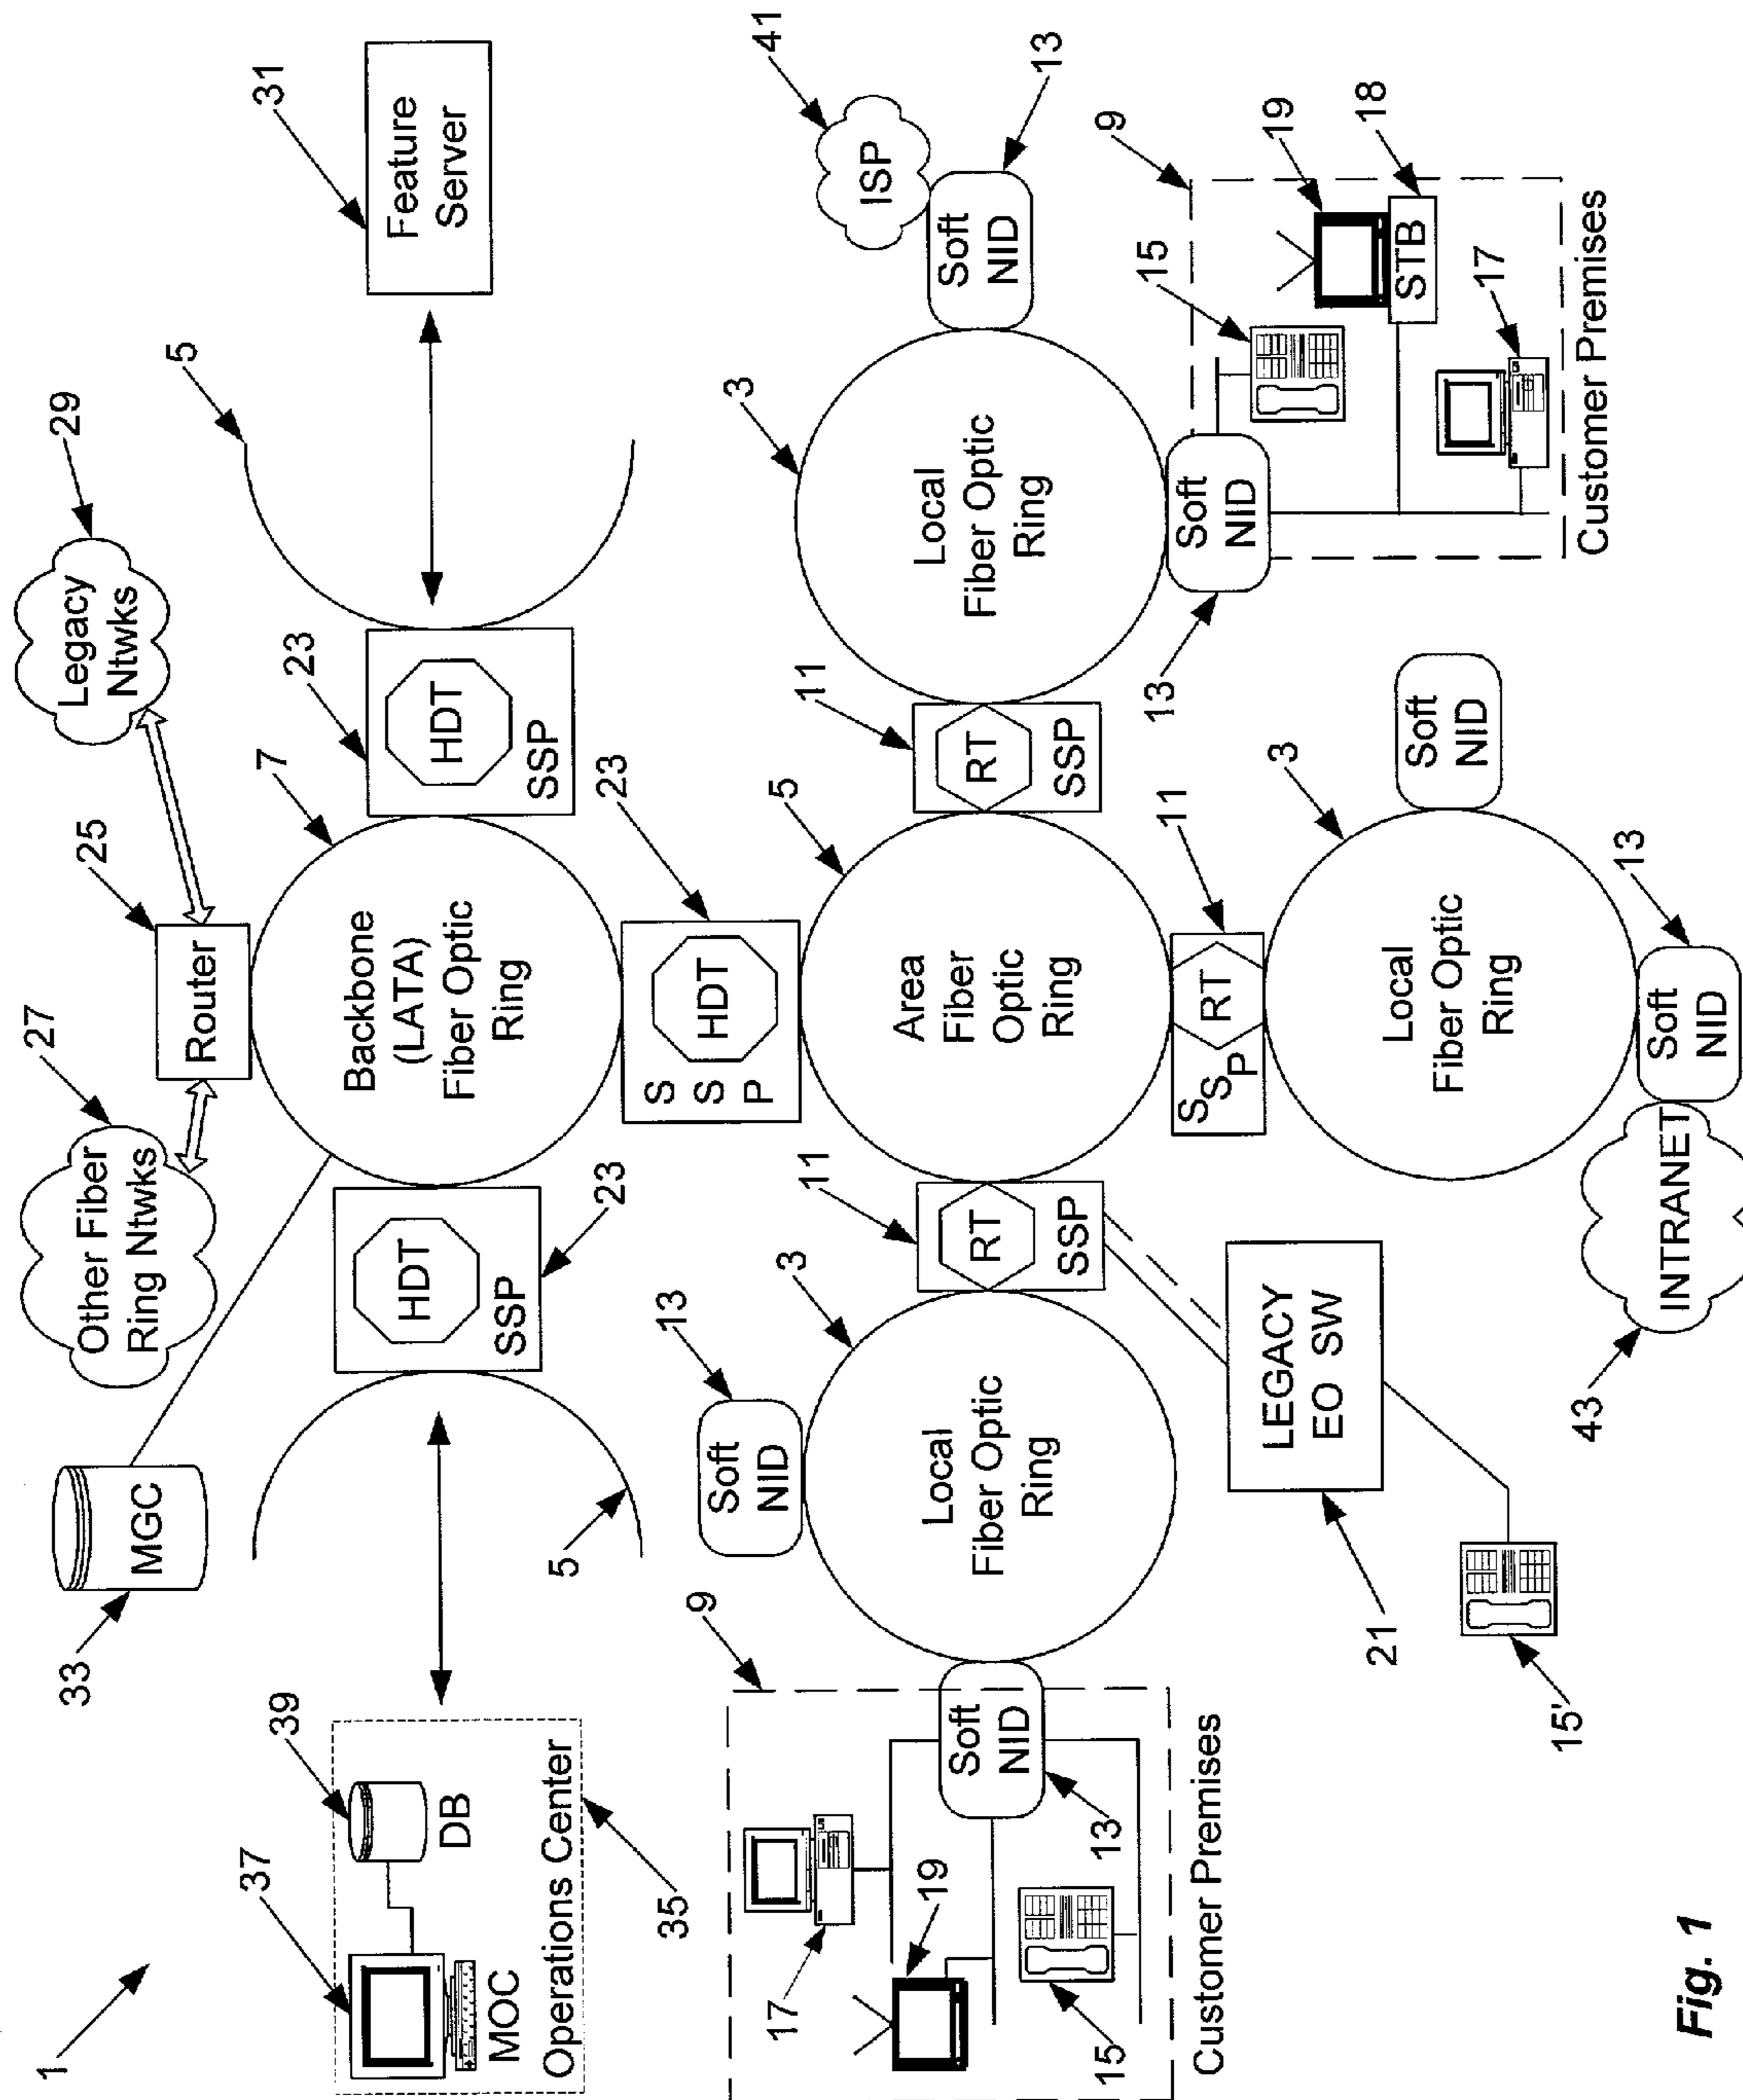 1
37
39
MOC
DB
Operations Center
35
33
MGC
27
Other Fiber
Ring Ntwks
25
Router
29
Legacy
Ntwks
7
Backbone
(LATA)
Fiber Optic
Ring
5
HDT
SSP
23
HDT
SSP
23
5
31
Feature
Server
23
HDT
S
S
P
5
Area
Fiber
Optic
Ring
9
17
19
15
Soft
NID
13
Customer Premises
13
Soft
NID
3
Local
Fiber Optic
Ring
11
RT
SSP
LEGACY
EO SW
21
15'
11
RT
SSP
3
Local
Fiber Optic
Ring
Soft
NID
13
Soft
NID
INTRANET
43
11
RT
SSP
3
Local
Fiber Optic
Ring
41
ISP
Soft
NID
13
Soft
NID
13
9
15
19
STB
18
17
Customer Premises
Fig. 1